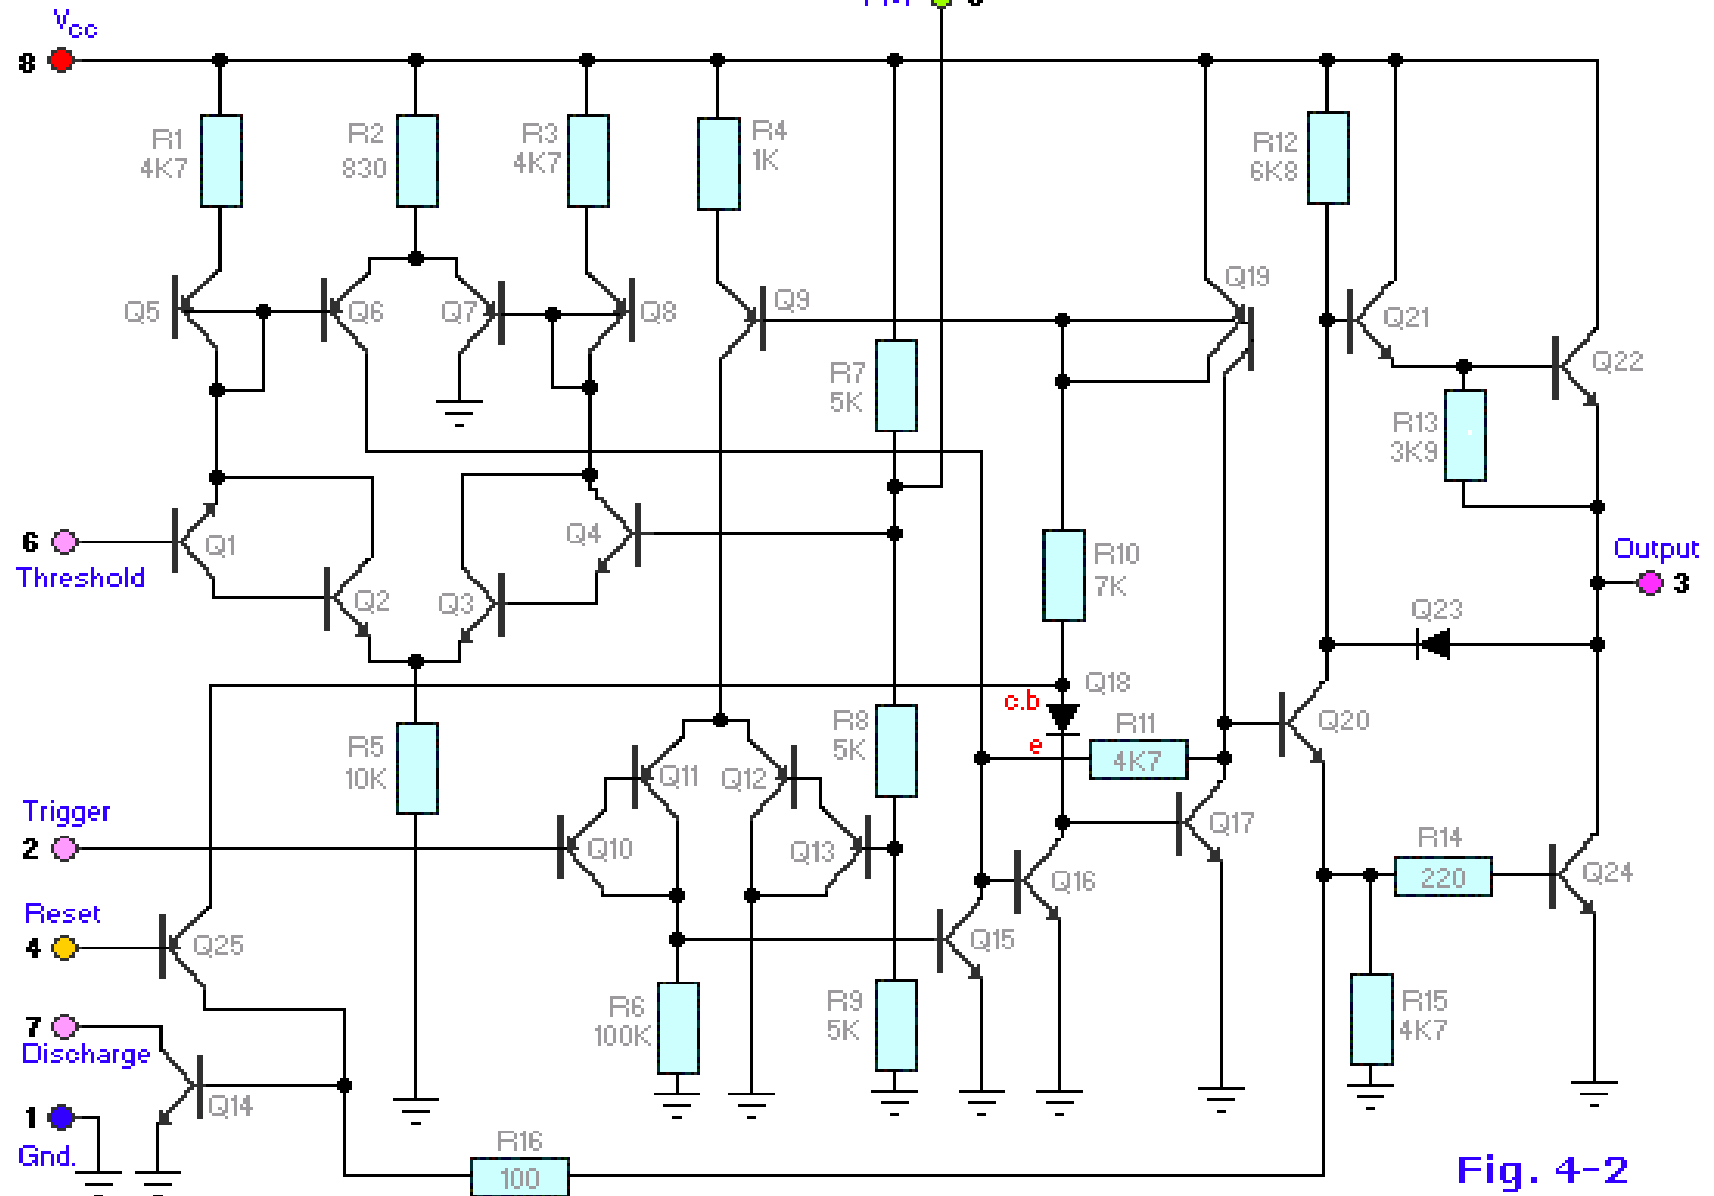 Vcc
8
R1
4K7
R2
830
R3
4K7
R4
1K
R12
6K8
Q5
Q6
Q7
Q8
Q9
Q19
Q21
Q22
R7
5K
R13
3K9
6
Threshold
Q1
Q2
Q3
Q4
R10
7K
Output
3
Q23
Q18
c.b
e
R11
4K7
Q20
R5
10K
R8
5K
Q11
Q12
Trigger
2
Q10
Q13
Q17
R14
220
Q24
Q16
Reset
4
Q25
Q15
R6
100K
R9
5K
R15
4K7
7
Discharge
Q14
1
Gnd.
R16
100
Fig. 4-2